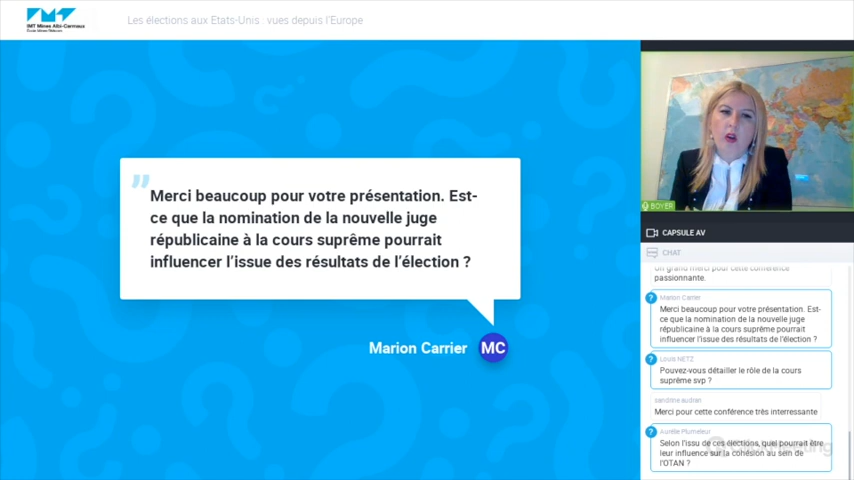 IMT Mines Albi-Carmaux
École Mines-Télécom
Les élections aux Etats-Unis : vues depuis l'Europe
Merci beaucoup pour votre présentation. Est-
ce que la nomination de la nouvelle juge
républicaine à la cours suprême pourrait
influencer l'issue des résultats de l'élection ?
Marion Carrier
MC
BOYER
CAPSULE AV
CHAT
Un grand merci pour cette conférence
passionnante.
Marion Carrier
Merci beaucoup pour votre présentation. Est-
ce que la nomination de la nouvelle juge
républicaine à la cours suprême pourrait
influencer l'issue des résultats de l'élection ?
Louis NETZ
Pouvez-vous détailler le rôle de la cours
suprême svp ?
sandrine audran
Merci pour cette conférence très interressante
Aurélie Plumeleur
Selon l'issu de ces élections, quel pourrait être
leur influence sur la cohésion au sein de
l'OTAN ?